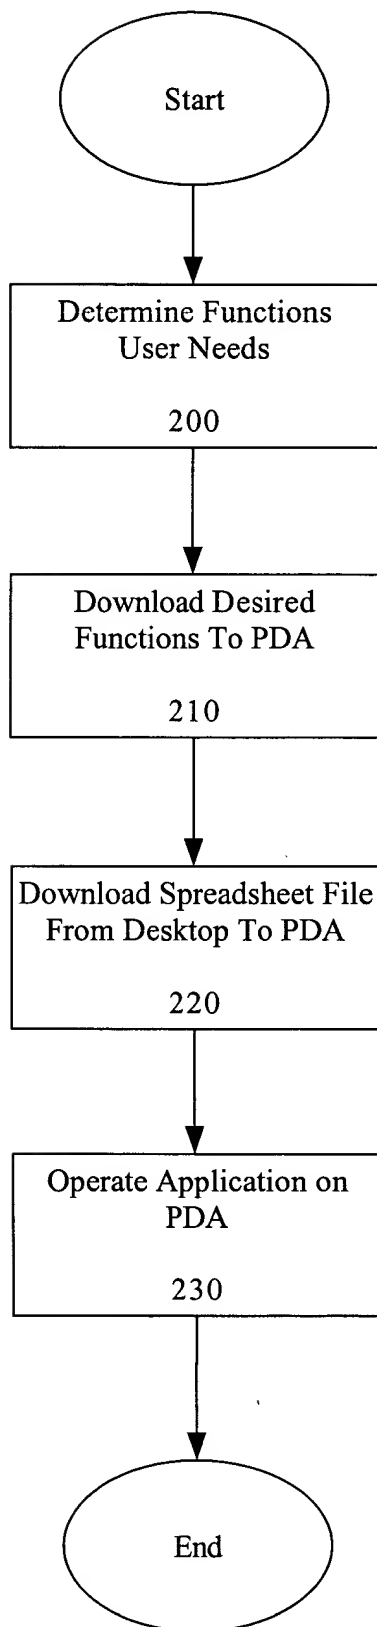 Start
Determine Functions
User Needs
200
Download Desired
Functions To PDA
210
Download Spreadsheet File
From Desktop To PDA
220
Operate Application on
PDA
230
End